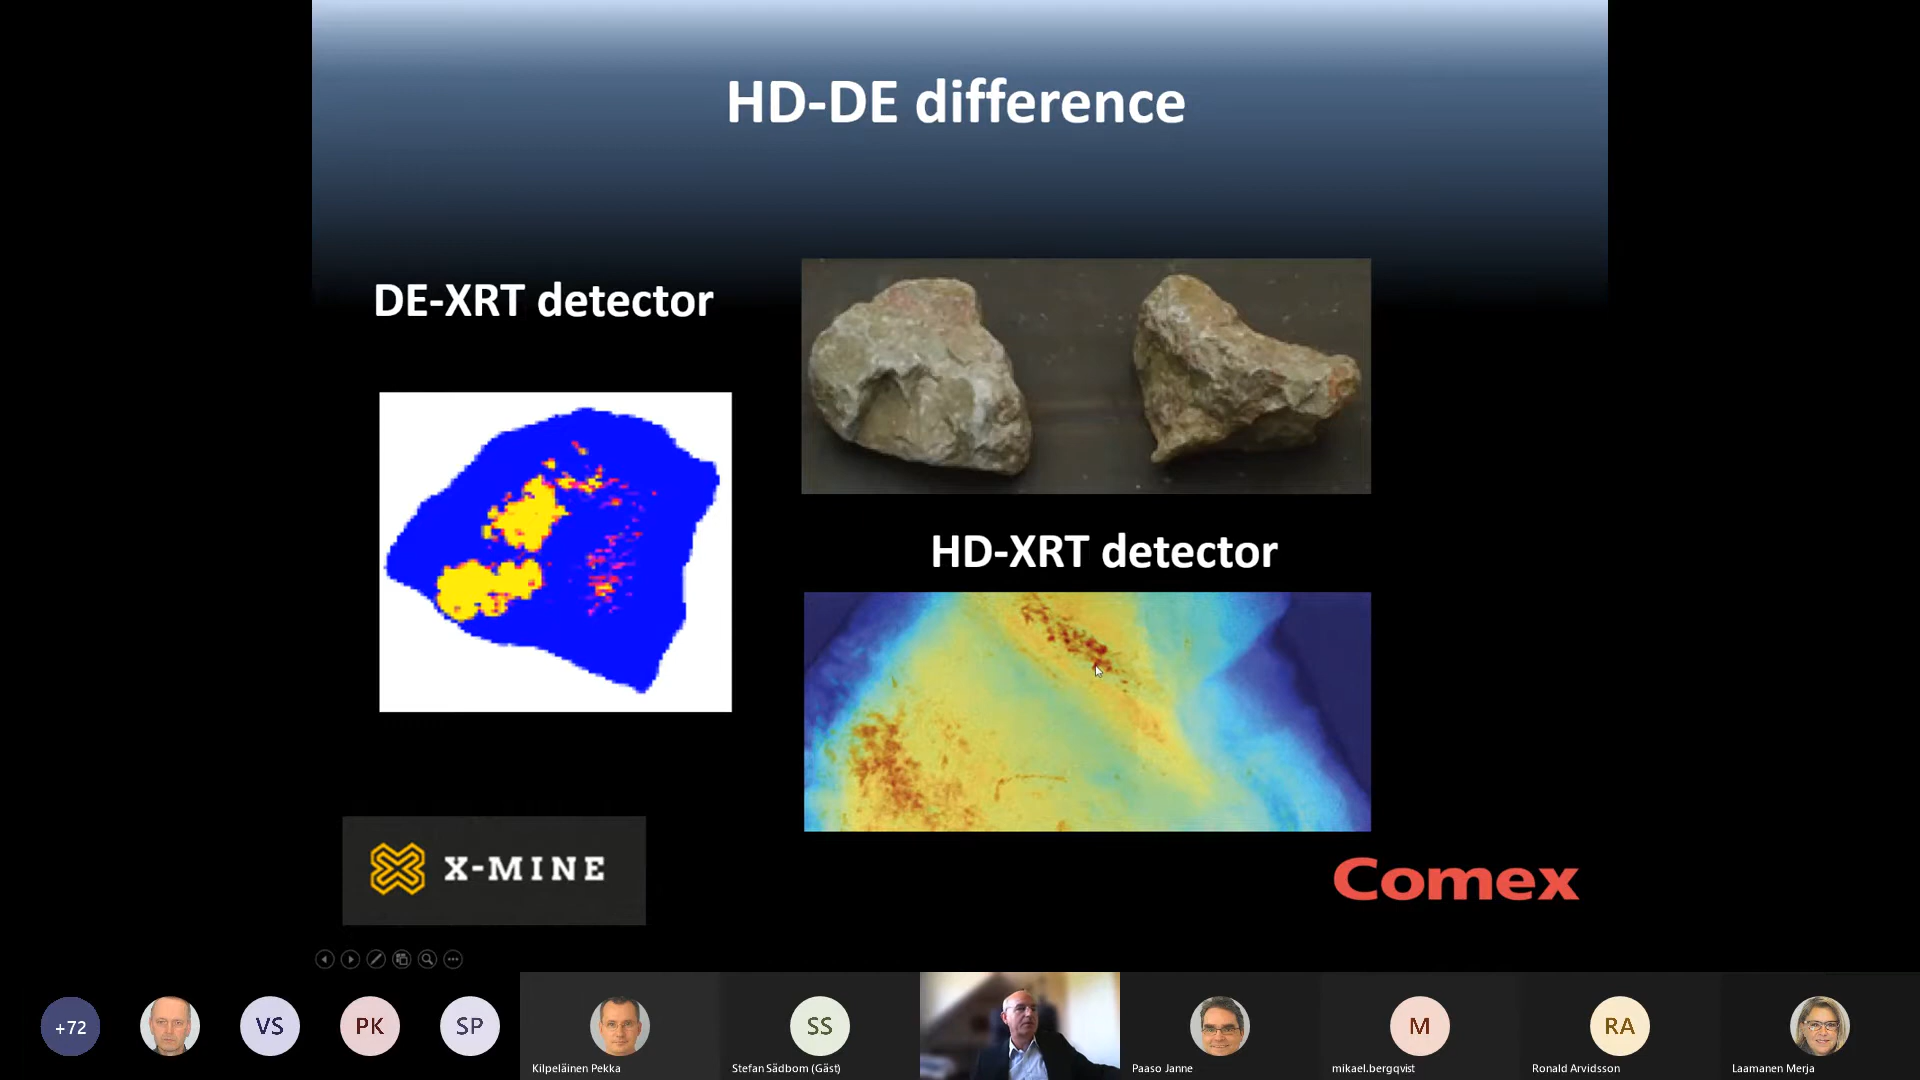 HD-DE difference
DE-XRT detector
HD-XRT detector
X-MINE
Comex
+72
VS
PK
SP
Kilpeläinen Pekka
SS
Stefan Sädbom (Gäst)
Paaso Janne
M
mikael.bergqvist
RA
Ronald Arvidsson
Laamanen Merja